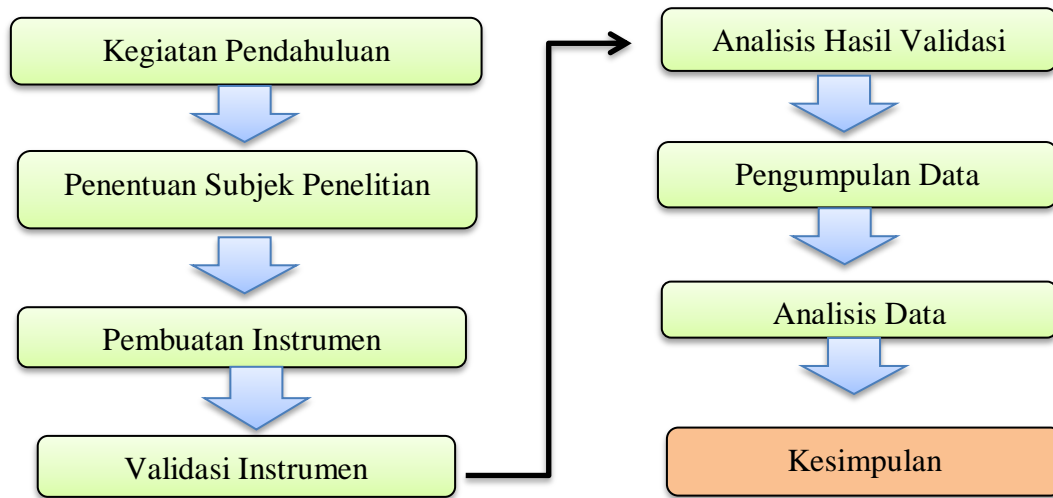 Kegiatan Pendahuluan
Penentuan Subjek Penelitian
Pembuatan Instrumen
Validasi Instrumen
Analisis Hasil Validasi
Pengumpulan Data
Analisis Data
Kesimpulan